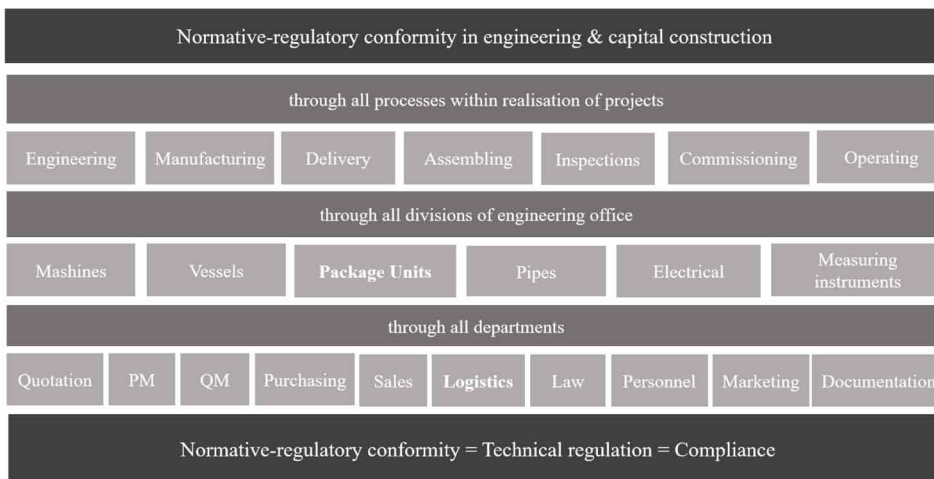 Normative-regulatory conformity in engineering & capital construction
through all processes within realisation of projects
Engineering
Manufacturing
Delivery
Assembling
Inspections
Commissioning
Operating
through all divisions of engineering office
Mashines
Vessels
Package Units
Pipes
Electrical
Measuring
instruments
through all departments
Quotation
PM
QM
Purchasing
Sales
Logistics
Law
Personnel
Marketing
Documentation
Normative-regulatory conformity = Technical regulation = Compliance